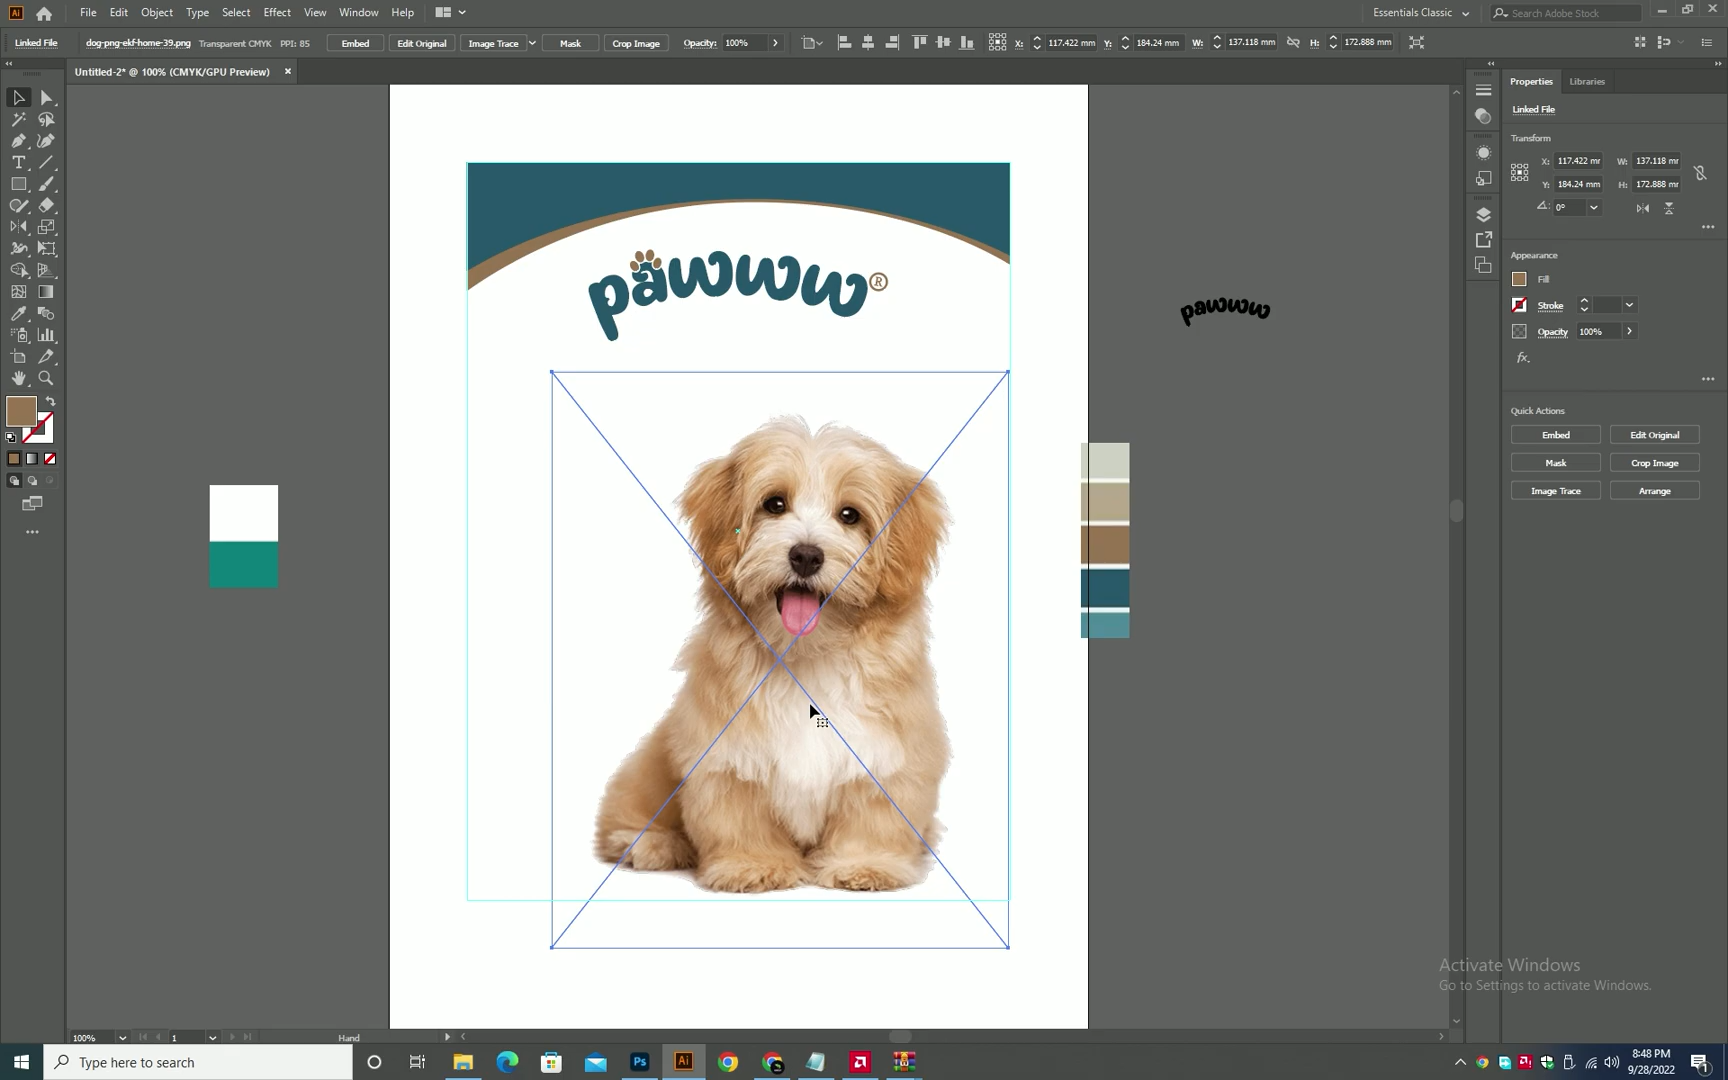 Ai File Edit Object Type Select Effect View Window Help Essentials Classic Search Adobe Stock
Linked File dog-png-ekf-home-39.png Transparent CMYK PPI: 85 Embed Edit Original Image Trace Mask Crop Image Opacity: 100% X: 117.422 mm Y: 184.24 mm W: 137.118 mm H: 172.888 mm
Untitled-2* @ 100% (CMYK/GPU Preview) ×
Properties Libraries
Linked File
Transform
X: 117.422 mr W: 137.118 mr
Y: 184.24 mr H: 172.888 mr
0°
Appearance
Fill
Stroke
Opacity 100%
fx.
Quick Actions
Embed Edit Original
Mask Crop Image
Image Trace Arrange
pawww®
pawww
Activate Windows
Go to Settings to activate Windows.
100% 1 Hand
Type here to search Ps Ai 8:48 PM
9/28/2022